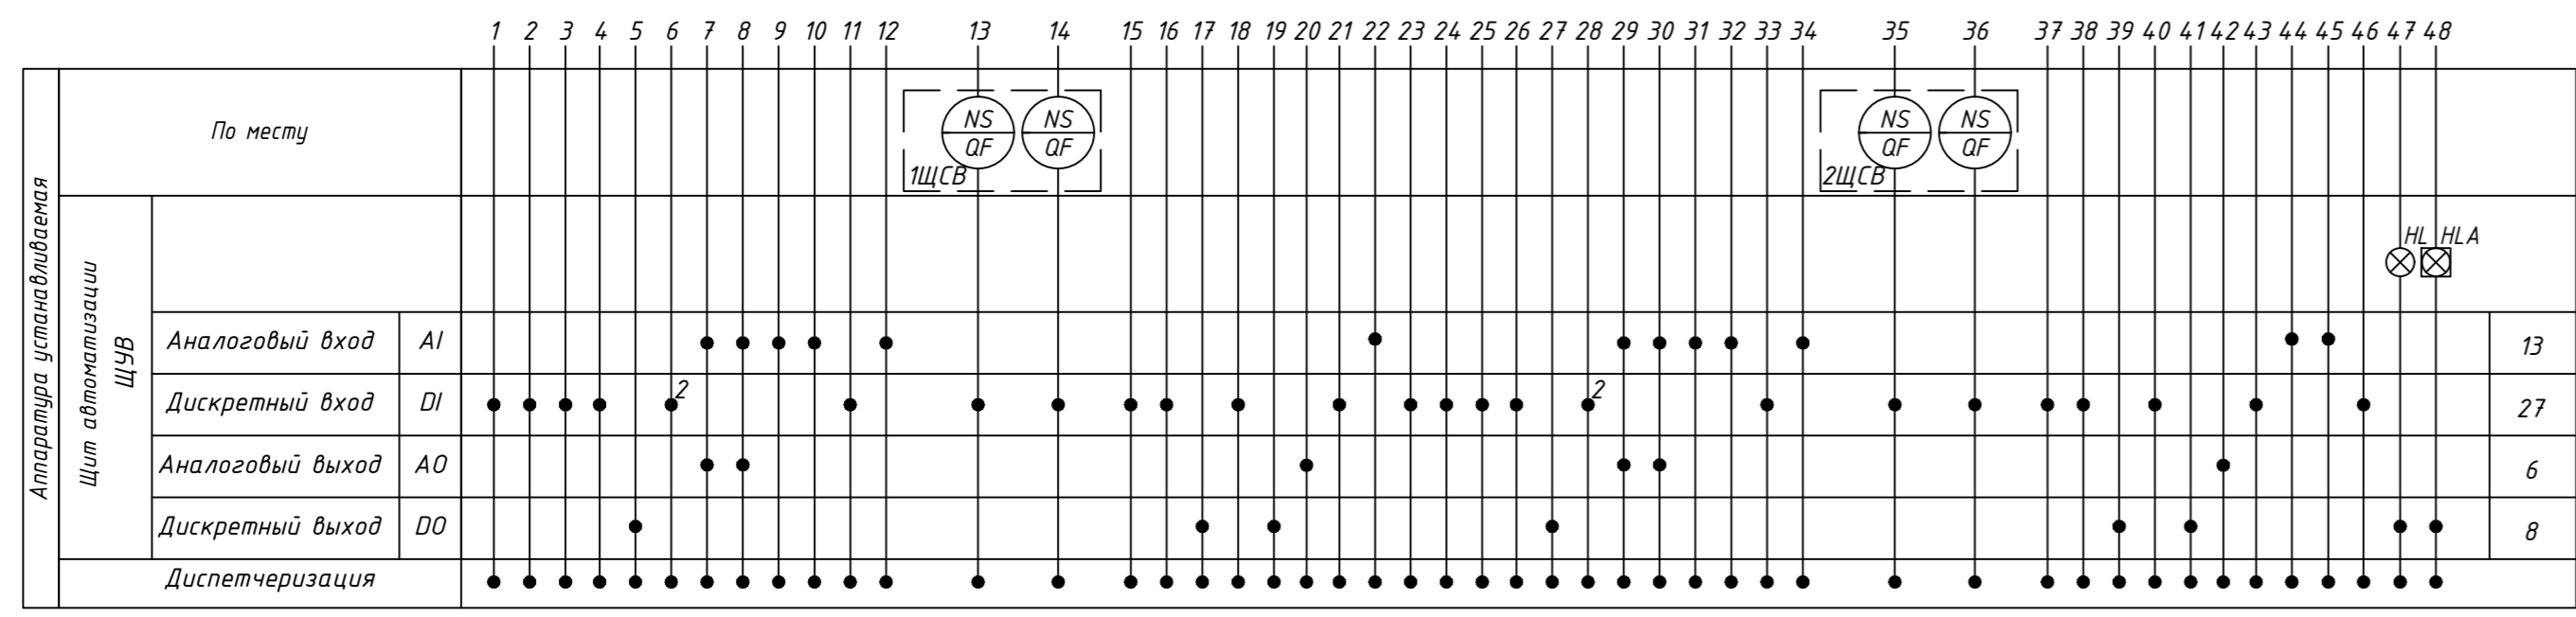 1 2 3 4 5 6 7 8 9 10 11 12 13 14 15 16 17 18 19 20 21 22 23 24 25 26 27 28 29 30 31 32 33 34 35 36 37 38 39 40 41 42 43 44 45 46 47 48
Аппаратура устанавливаемая
По месту
NS NS NS NS
QF QF QF QF
1ЩСВ 2ЩСВ
Щит автоматизации
ЩУВ
HL HLA
Аналоговый вход AI 13
Дискретный вход DI 2 2 27
Аналоговый выход AO 6
Дискретный выход DO 8
Диспетчеризация